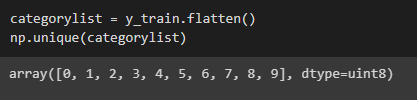 categorylist = y_train.flatten()
np.unique(categorylist)
array([0, 1, 2, 3, 4, 5, 6, 7, 8, 9], dtype=uint8)